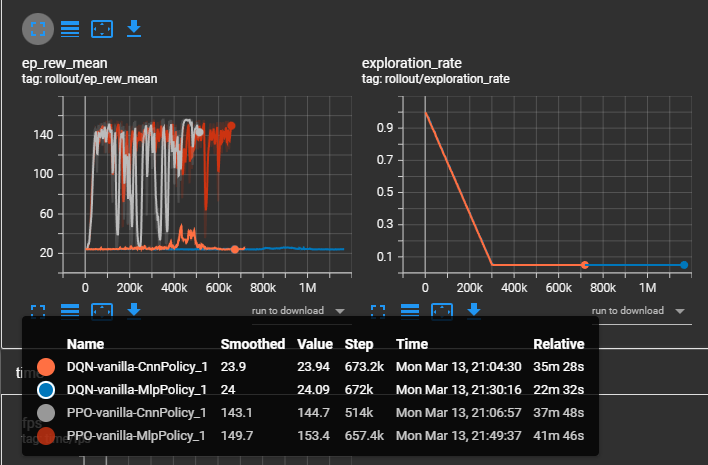 ep_rew_mean
tag: rollout/ep_rew_mean
140
100
60
20
0 200k 400k 600k 800k 1M
exploration_rate
tag: rollout/exploration_rate
0.9
0.7
0.5
0.3
0.1
0 200k 400k 600k 800k 1M
run to download
run to download
Name Smoothed Value Step Time Relative
DQN-vanilla-CnnPolicy_1 23.9 23.94 673.2k Mon Mar 13, 21:04:30 35m 28s
DQN-vanilla-MlpPolicy_1 24 24.09 672k Mon Mar 13, 21:30:16 22m 32s
PPO-vanilla-CnnPolicy_1 143.1 144.7 514k Mon Mar 13, 21:06:57 37m 48s
PPO-vanilla-MlpPolicy_1 149.7 153.4 657.4k Mon Mar 13, 21:49:37 41m 46s
fps
tag: time/fps